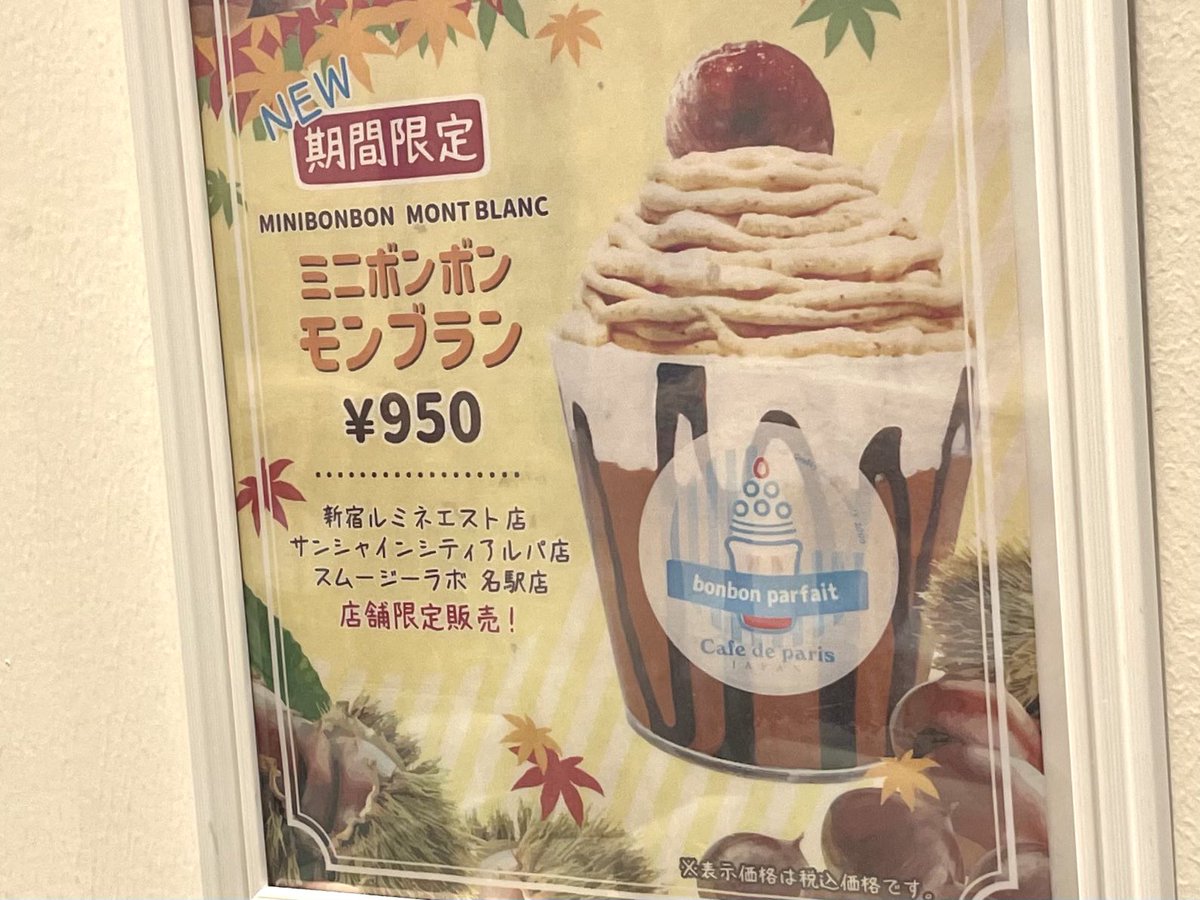 NEW
期間限定
MINIBONBON MONT BLANC
ミニボンボン
モンブラン
¥950
新宿ルミネエスト店
サンシャインシティアルパ店
スムージーラボ 名駅店
店舗限定販売!
bonbon parfait
Cafe de paris
JAPAN
※表示価格は税込価格です。